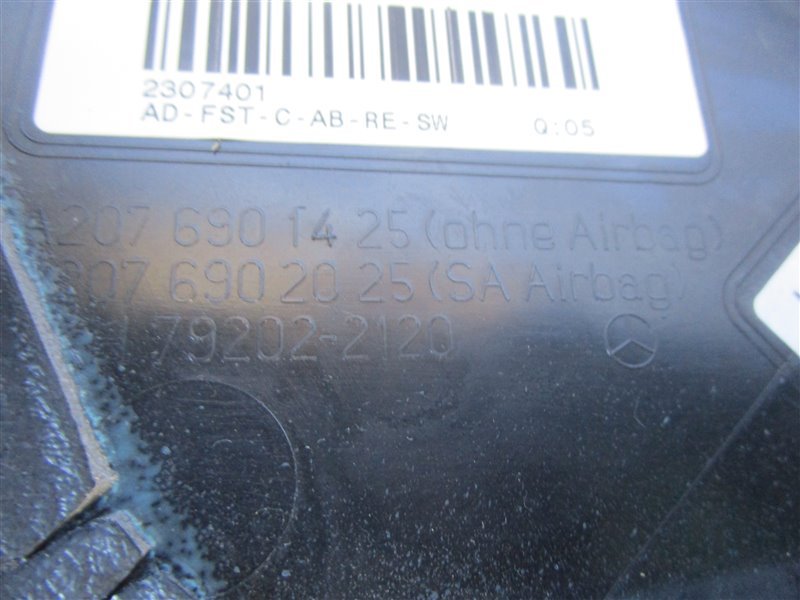 2307401
AD-FST-C-AB-RE-SW Q:05
A207 690 14 25 (ohne Airbag)
A207 690 20 25 (SA Airbag)
79202-2120